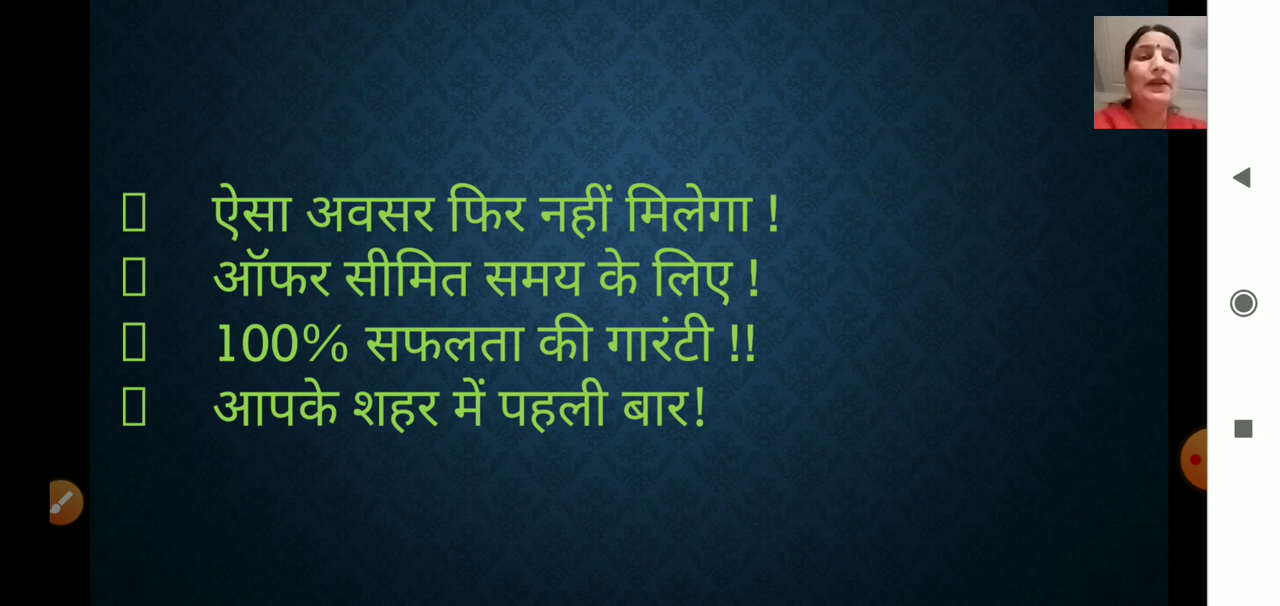 ऐसा अवसर फिर नहीं मिलेगा !
ऑफर सीमित समय के लिए !
100% सफलता की गारंटी !!
आपके शहर में पहली बार!